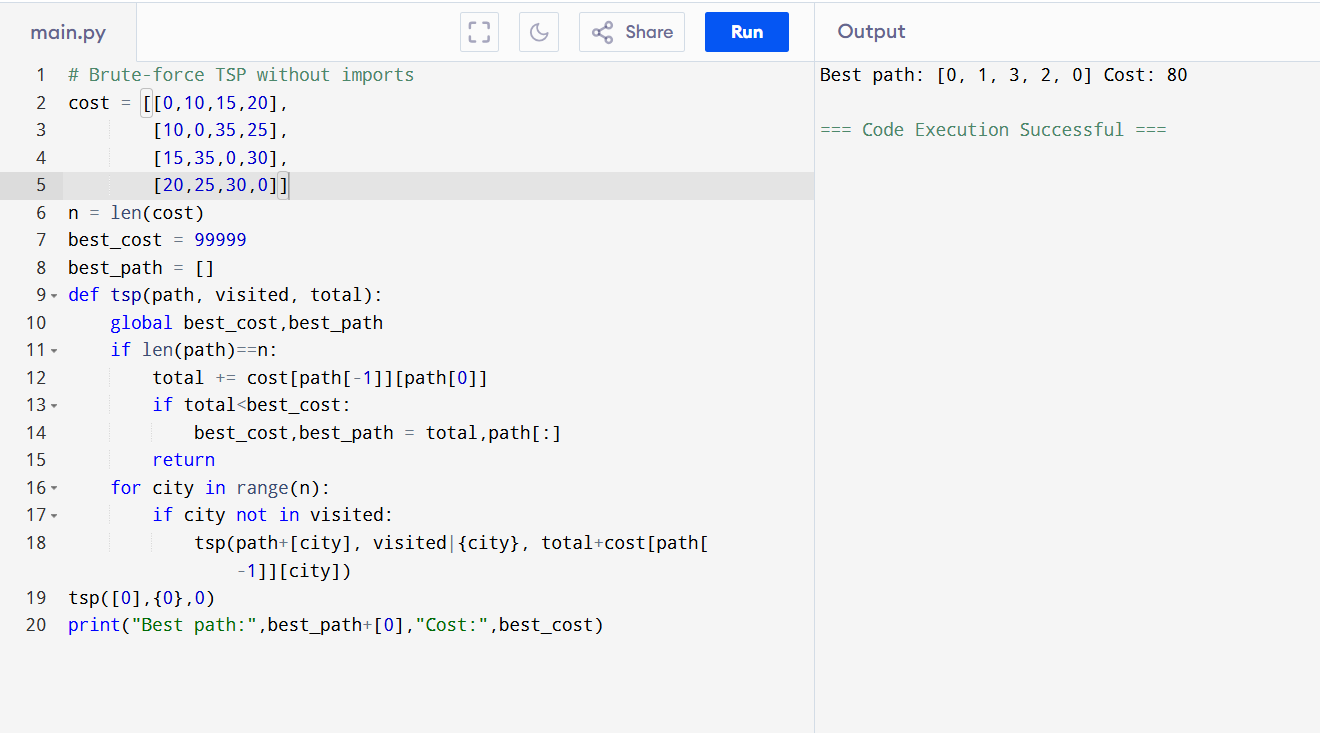 main.py
Share
Run
Output
1 # Brute-force TSP without imports
2 cost = [[0,10,15,20],
3         [10,0,35,25],
4         [15,35,0,30],
5         [20,25,30,0]]
6 n = len(cost)
7 best_cost = 99999
8 best_path = []
9 def tsp(path, visited, total):
10     global best_cost,best_path
11     if len(path)==n:
12         total += cost[path[-1]][path[0]]
13         if total<best_cost:
14             best_cost,best_path = total,path[:]
15         return
16     for city in range(n):
17         if city not in visited:
18             tsp(path+[city], visited|{city}, total+cost[path[
                -1]][city])
19 tsp([0],{0},0)
20 print("Best path:",best_path+[0],"Cost:",best_cost)
Best path: [0, 1, 3, 2, 0] Cost: 80
=== Code Execution Successful ===